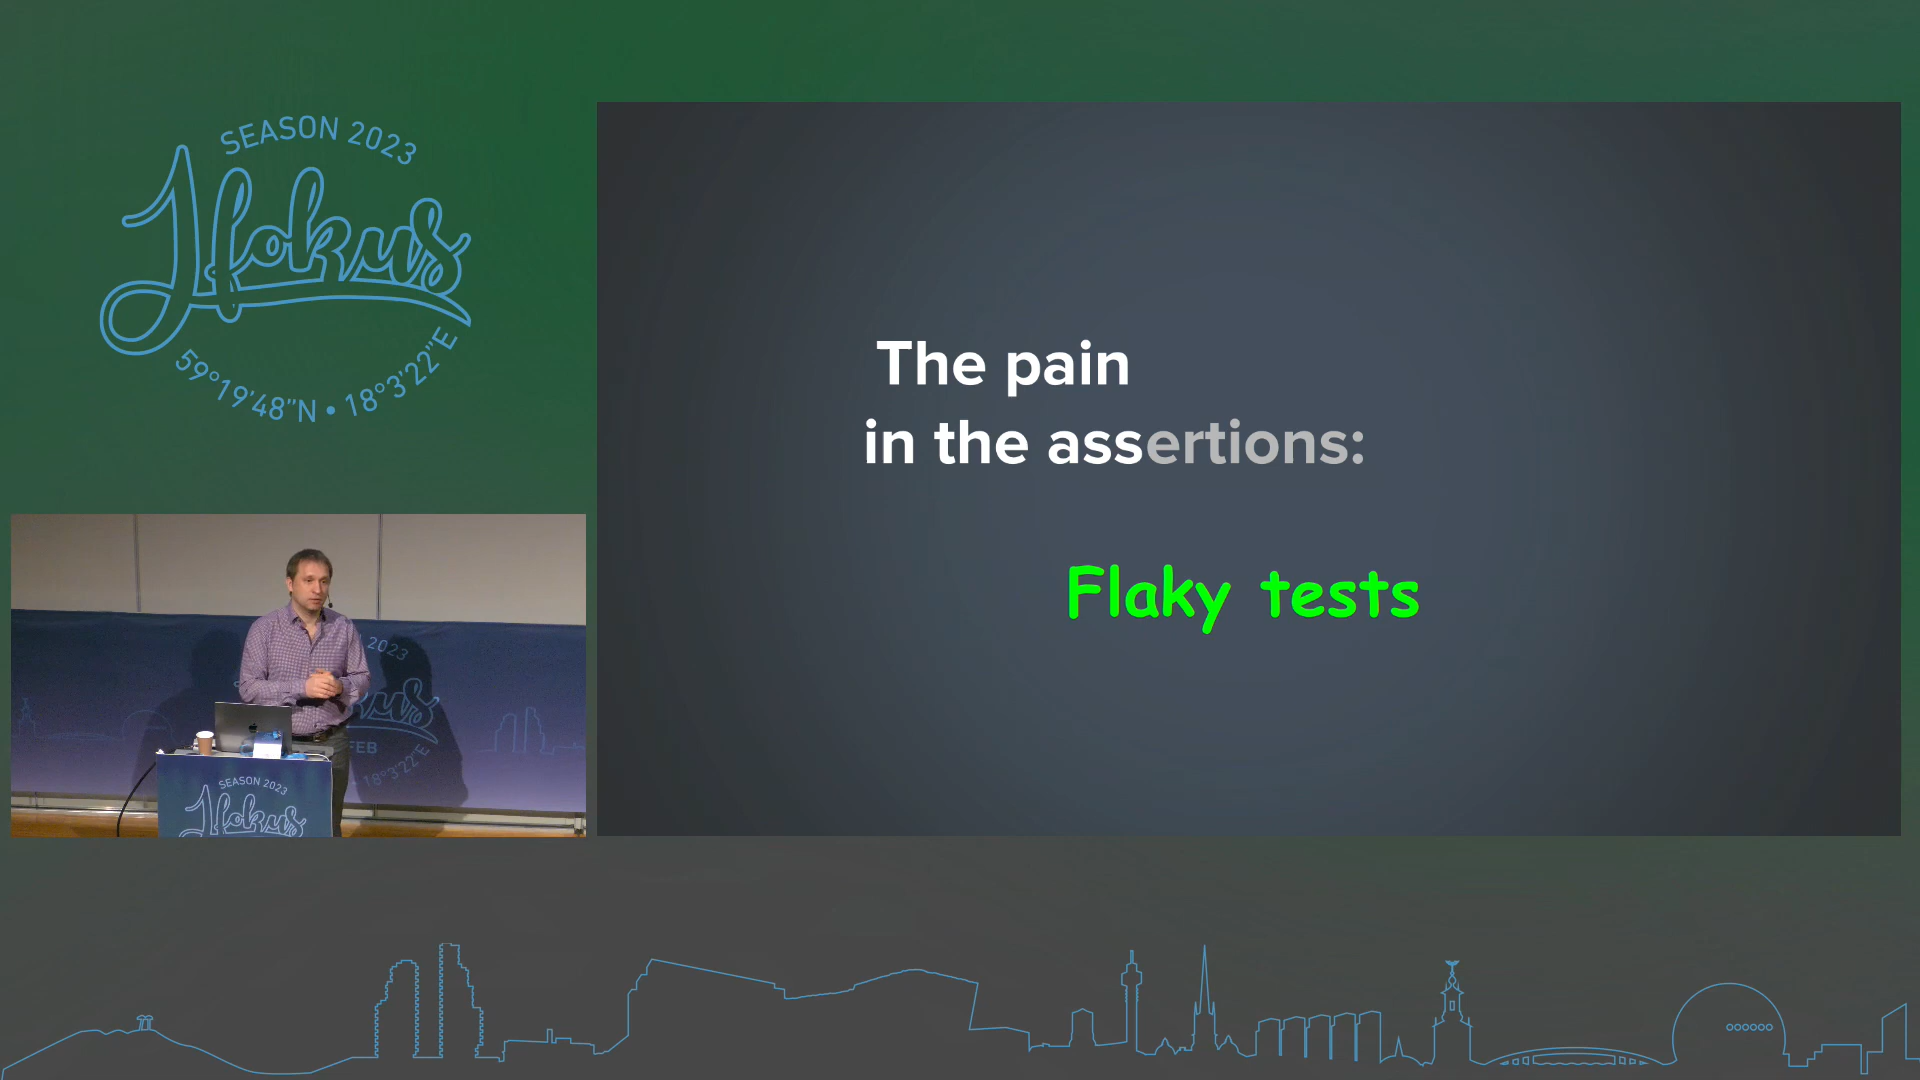 SEASON 2023
Jfokus
59°19'48"N • 18°3'22"E
The pain
in the assertions:
Flaky tests
2023
kus
FEB
18°3'22"E
SEASON 2023
Jfokus